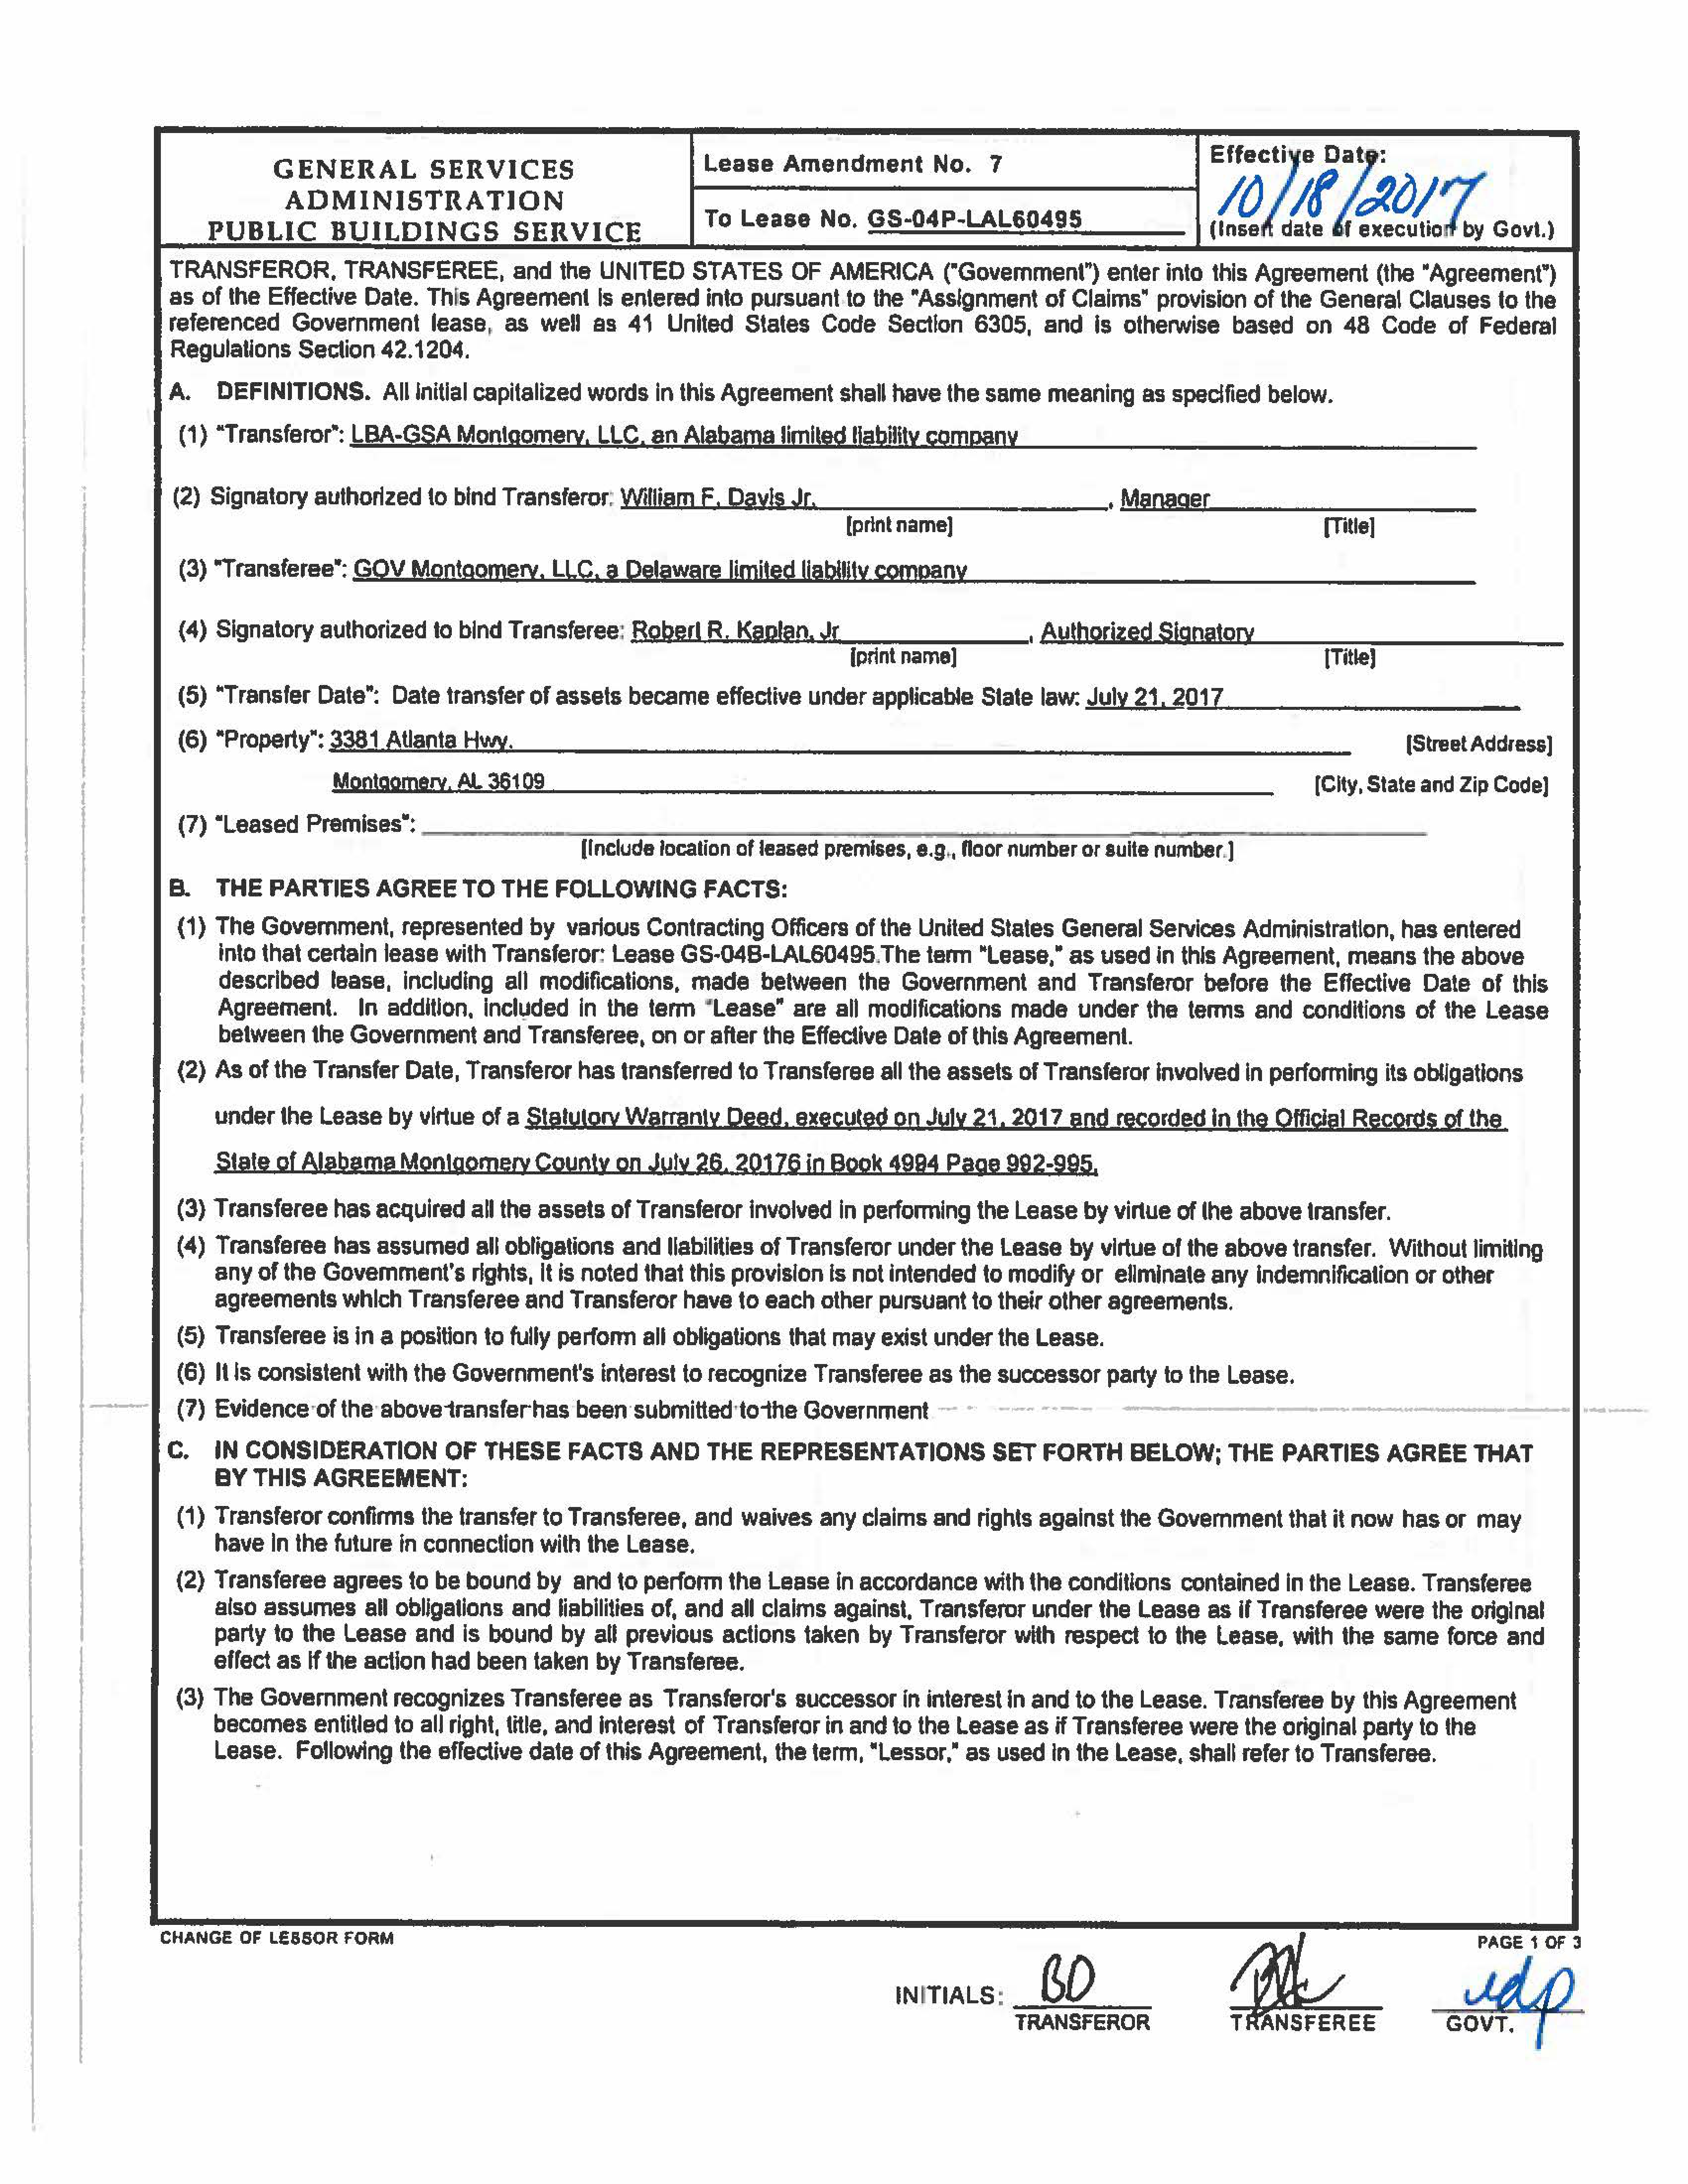 GENERAL SERVICES
ADMINISTRATION
PUBLIC BUILDINGS SERVICE
Lease Amendment No. 7
To Lease No. GS-04P-LAL60495
Effective Date:
10/18/2017
(Insert date of execution by Govt.)
TRANSFEROR, TRANSFEREE, and the UNITED STATES OF AMERICA ("Government") enter into this Agreement (the "Agreement")
as of the Effective Date. This Agreement is entered into pursuant to the "Assignment of Claims" provision of the General Clauses to the
referenced Government lease, as well as 41 United States Code Section 6305, and is otherwise based on 48 Code of Federal
Regulations Section 42.1204.
A. DEFINITIONS. All initial capitalized words in this Agreement shall have the same meaning as specified below.
(1) "Transferor": LBA-GSA Montgomery, LLC, an Alabama limited liability company
(2) Signatory authorized to bind Transferor: William F. Davis Jr. , Manager
[print name] [Title]
(3) "Transferee": GOV Montgomery, LLC, a Delaware limited liability company
(4) Signatory authorized to bind Transferee: Robert R. Kaplan, Jr , Authorized Signatory
[print name] [Title]
(5) "Transfer Date": Date transfer of assets became effective under applicable State law: July 21, 2017
(6) "Property": 3381 Atlanta Hwy. [Street Address]
Montgomery, AL 36109 [City, State and Zip Code]
(7) "Leased Premises":
[Include location of leased premises, e.g., floor number or suite number.]
B. THE PARTIES AGREE TO THE FOLLOWING FACTS:
(1) The Government, represented by various Contracting Officers of the United States General Services Administration, has entered
into that certain lease with Transferor: Lease GS-04B-LAL60495.The term "Lease," as used in this Agreement, means the above
described lease, including all modifications, made between the Government and Transferor before the Effective Date of this
Agreement. In addition, included in the term "Lease" are all modifications made under the terms and conditions of the Lease
between the Government and Transferee, on or after the Effective Date of this Agreement.
(2) As of the Transfer Date, Transferor has transferred to Transferee all the assets of Transferor involved in performing its obligations
under the Lease by virtue of a Statutory Warranty Deed, executed on July 21, 2017 and recorded in the Official Records of the
State of Alabama Montgomery County on July 26, 20176 in Book 4994 Page 992-995.
(3) Transferee has acquired all the assets of Transferor involved in performing the Lease by virtue of the above transfer.
(4) Transferee has assumed all obligations and liabilities of Transferor under the Lease by virtue of the above transfer. Without limiting
any of the Government's rights, it is noted that this provision is not intended to modify or eliminate any indemnification or other
agreements which Transferee and Transferor have to each other pursuant to their other agreements.
(5) Transferee is in a position to fully perform all obligations that may exist under the Lease.
(6) It is consistent with the Government's interest to recognize Transferee as the successor party to the Lease.
(7) Evidence of the above transfer has been submitted to the Government
C. IN CONSIDERATION OF THESE FACTS AND THE REPRESENTATIONS SET FORTH BELOW; THE PARTIES AGREE THAT
BY THIS AGREEMENT:
(1) Transferor confirms the transfer to Transferee, and waives any claims and rights against the Government that it now has or may
have in the future in connection with the Lease.
(2) Transferee agrees to be bound by and to perform the Lease in accordance with the conditions contained in the Lease. Transferee
also assumes all obligations and liabilities of, and all claims against, Transferor under the Lease as if Transferee were the original
party to the Lease and is bound by all previous actions taken by Transferor with respect to the Lease, with the same force and
effect as if the action had been taken by Transferee.
(3) The Government recognizes Transferee as Transferor's successor in interest in and to the Lease. Transferee by this Agreement
becomes entitled to all right, title, and interest of Transferor in and to the Lease as if Transferee were the original party to the
Lease. Following the effective date of this Agreement, the term, "Lessor," as used in the Lease, shall refer to Transferee.
CHANGE OF LESSOR FORM
PAGE 1 OF 3
INITIALS: BD
TRANSFEROR TRANSFEREE GOVT.